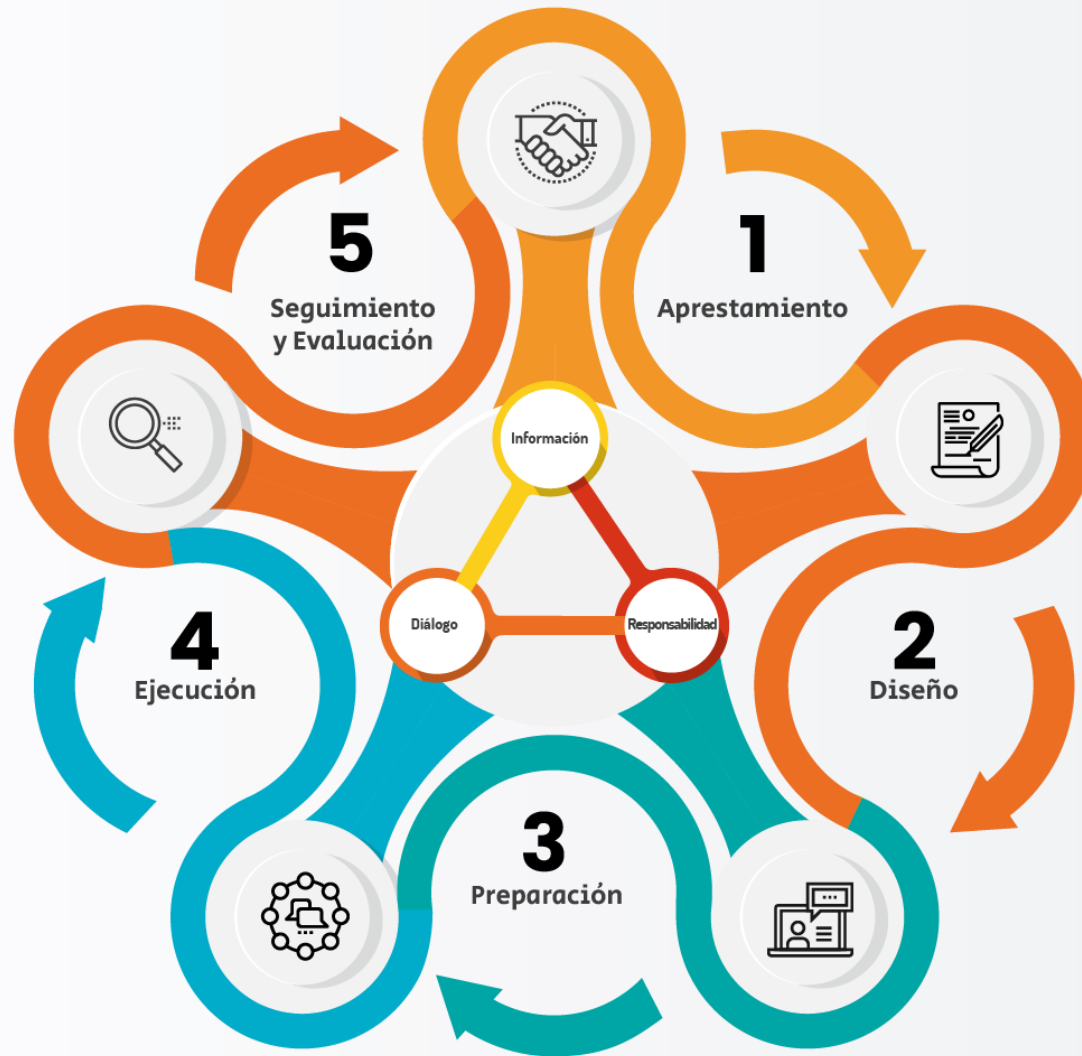 1
Aprestamiento
2
Diseño
3
Preparación
4
Ejecución
5
Seguimiento
y Evaluación
Información
Diálogo
Responsabilidad